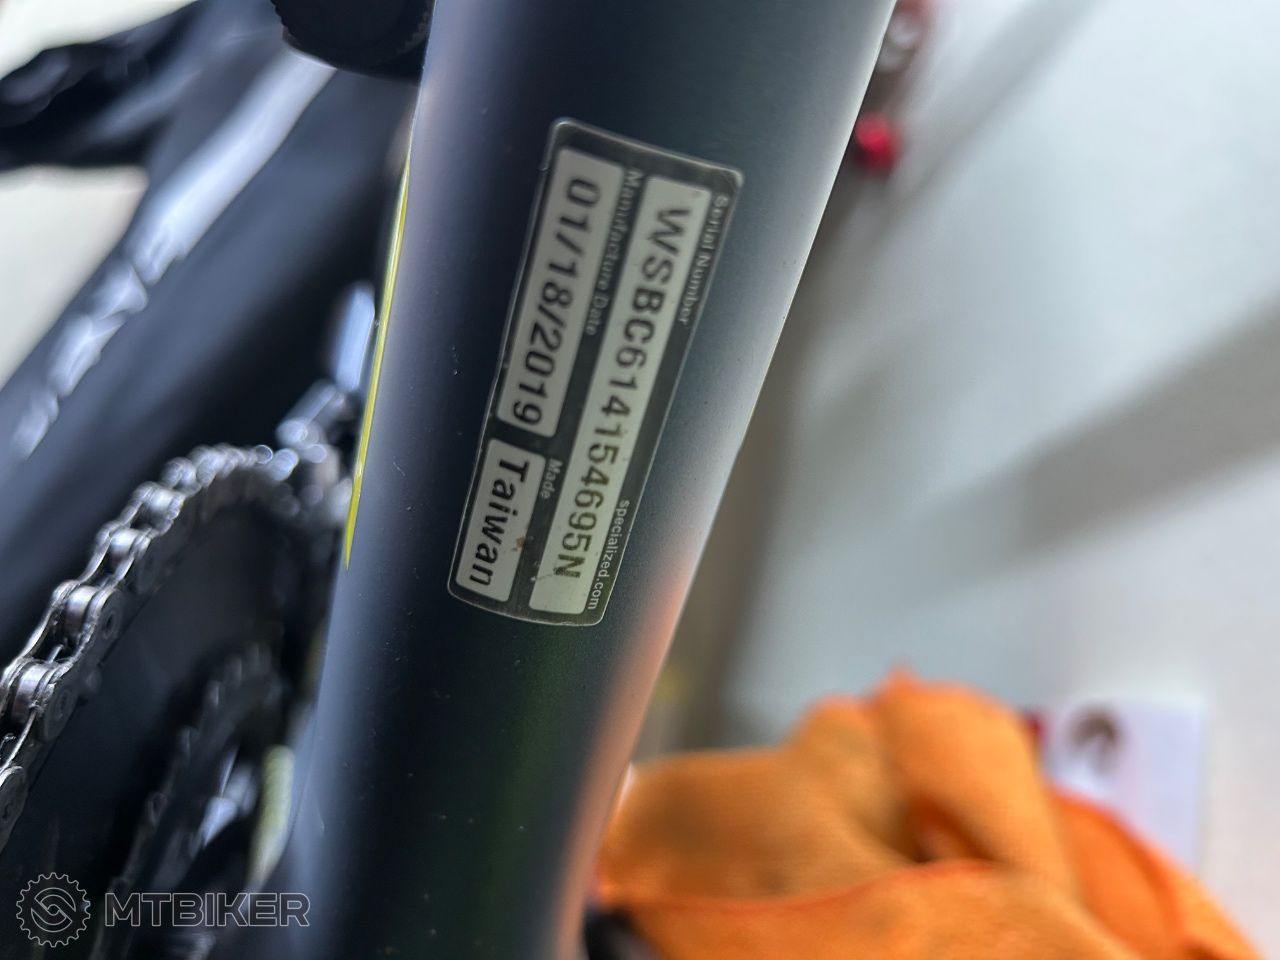 Serial Number
WSBC614154695N
specialized.com
Manufacture Date
01/18/2019
Made
Taiwan
MTBIKER